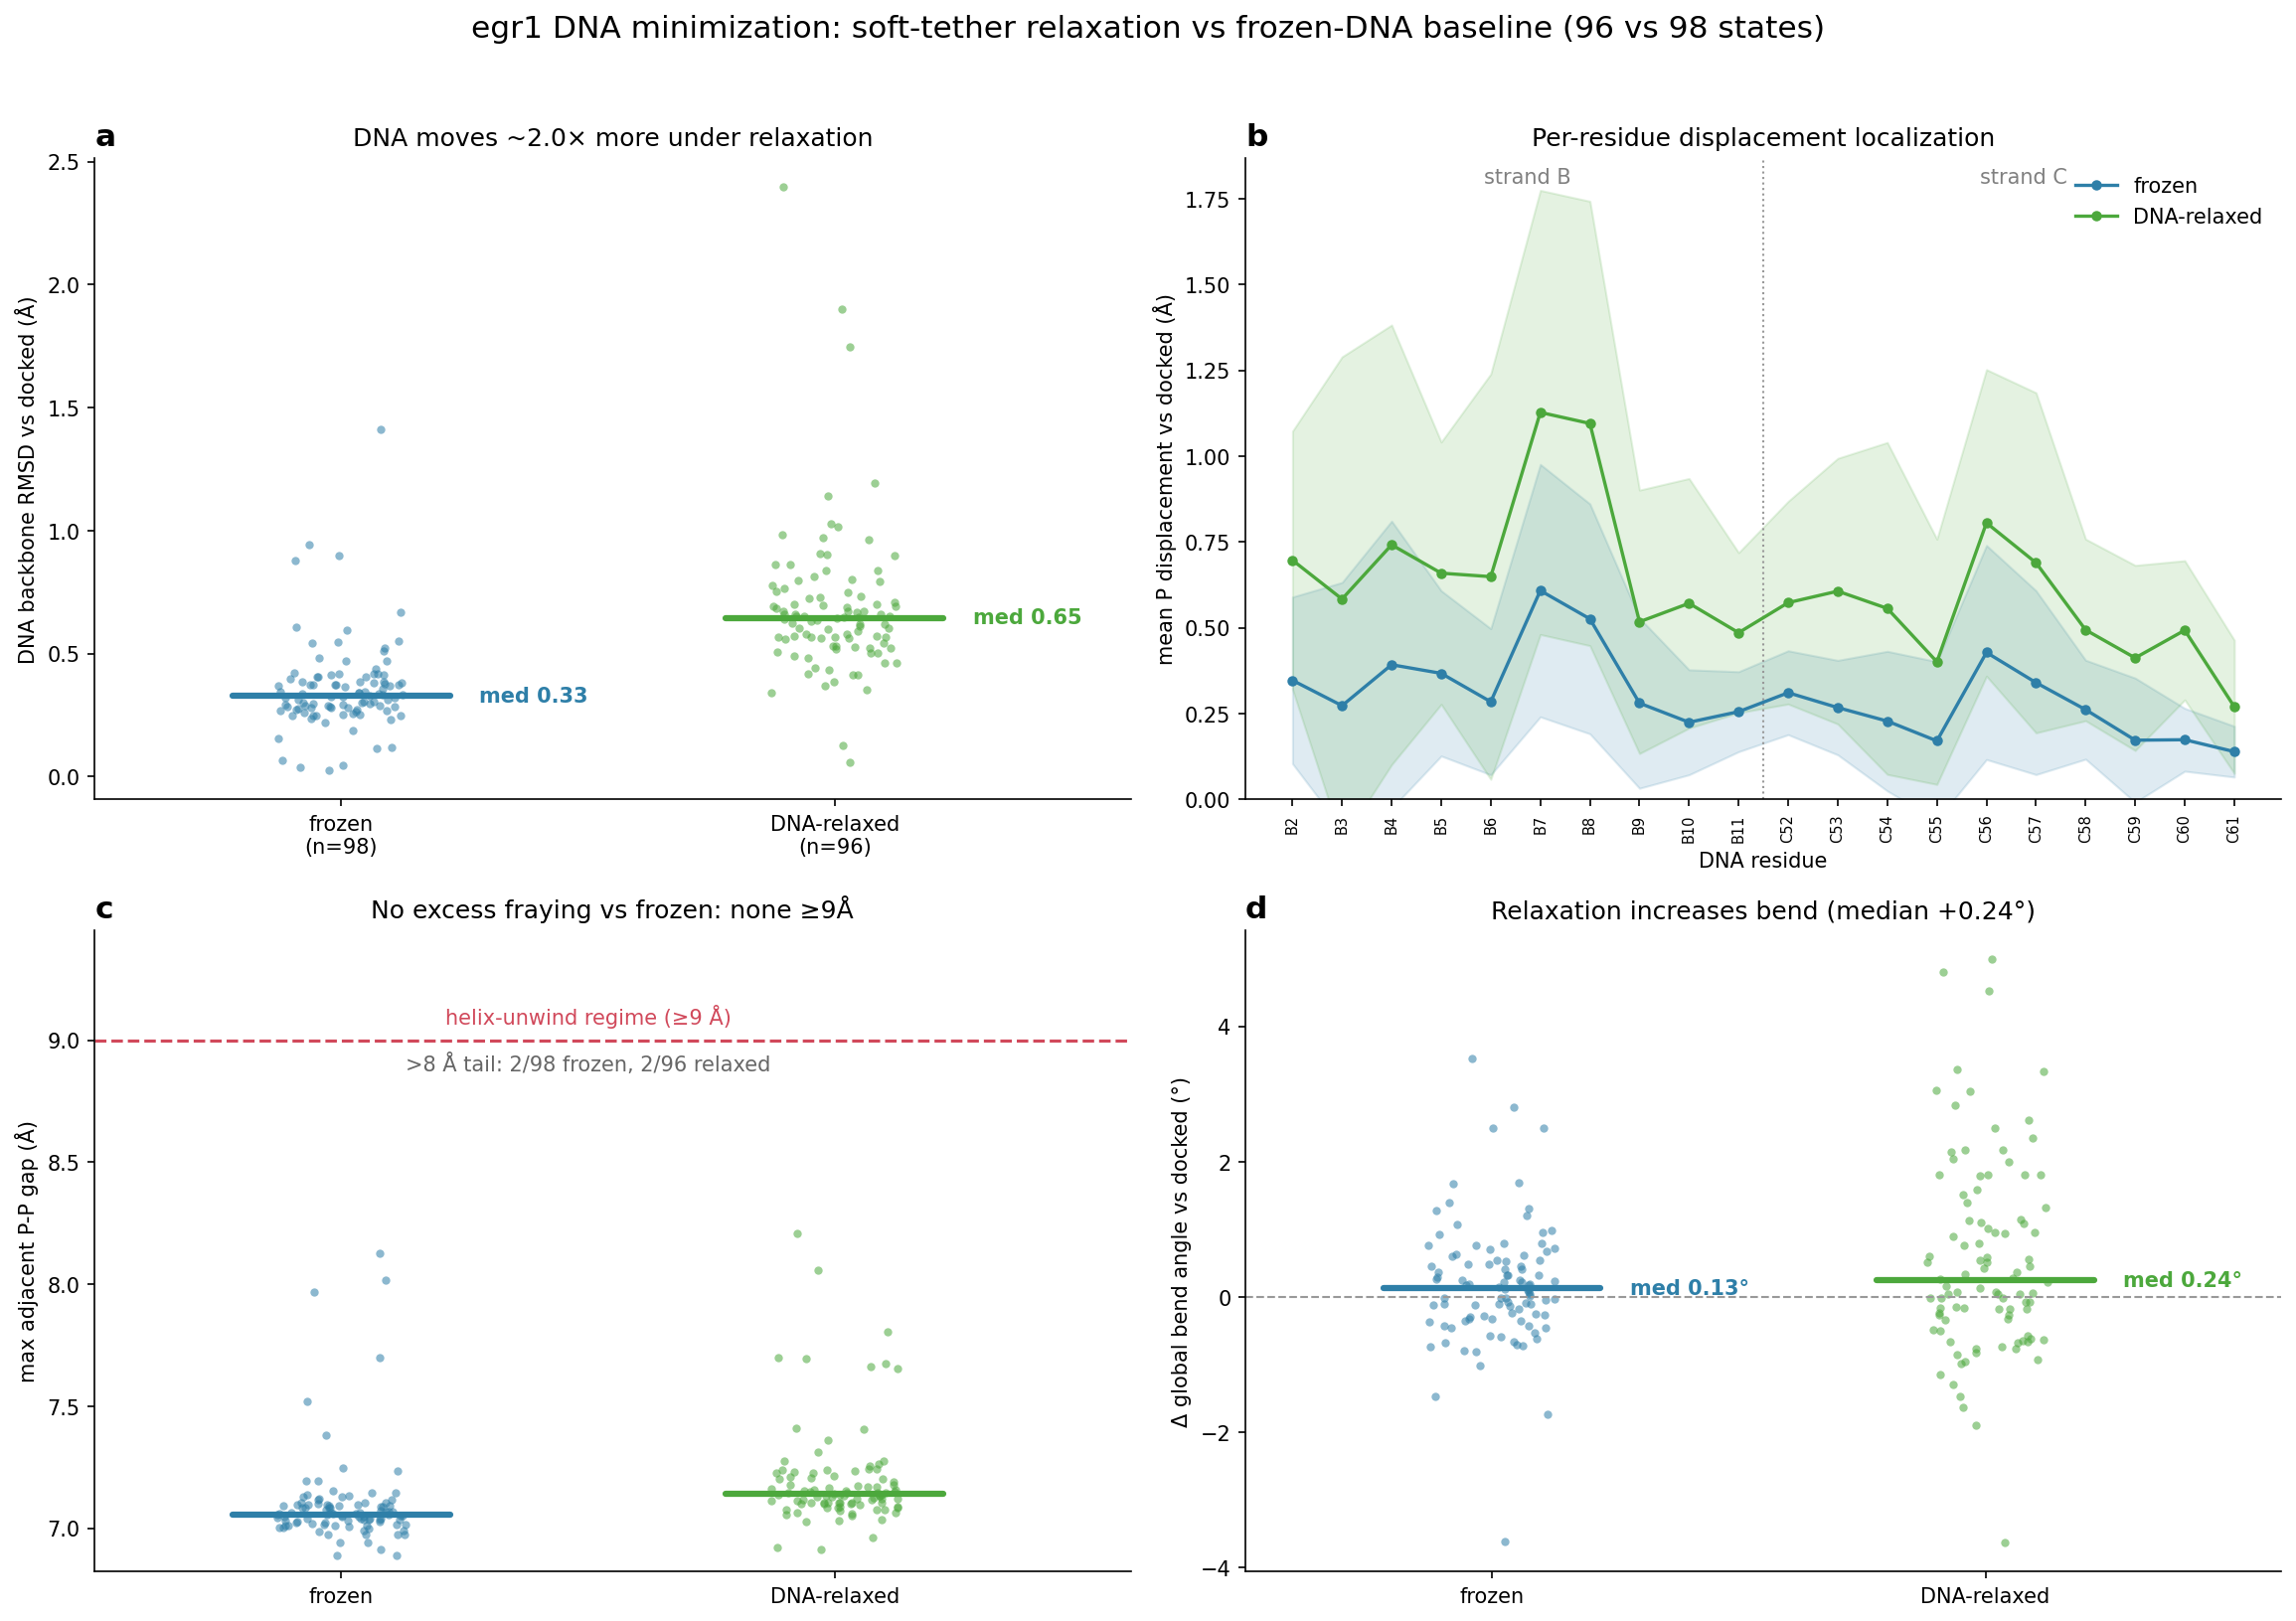 egr1 DNA minimization: soft-tether relaxation vs frozen-DNA baseline (96 vs 98 states)
a
DNA moves ~2.0× more under relaxation
DNA backbone RMSD vs docked (Å)
2.5
2.0
1.5
1.0
0.5
0.0
med 0.33
med 0.65
frozen
(n=98)
DNA-relaxed
(n=96)
b
Per-residue displacement localization
mean P displacement vs docked (Å)
1.75
1.50
1.25
1.00
0.75
0.50
0.25
0.00
strand B
strand C
frozen
DNA-relaxed
B2
B3
B4
B5
B6
B7
B8
B9
B10
B11
C52
C53
C54
C55
C56
C57
C58
C59
C60
C61
DNA residue
c
No excess fraying vs frozen: none ≥9Å
max adjacent P-P gap (Å)
9.0
8.5
8.0
7.5
7.0
helix-unwind regime (≥9 Å)
>8 Å tail: 2/98 frozen, 2/96 relaxed
frozen
DNA-relaxed
d
Relaxation increases bend (median +0.24°)
Δ global bend angle vs docked (°)
4
2
0
−2
−4
med 0.13°
med 0.24°
frozen
DNA-relaxed